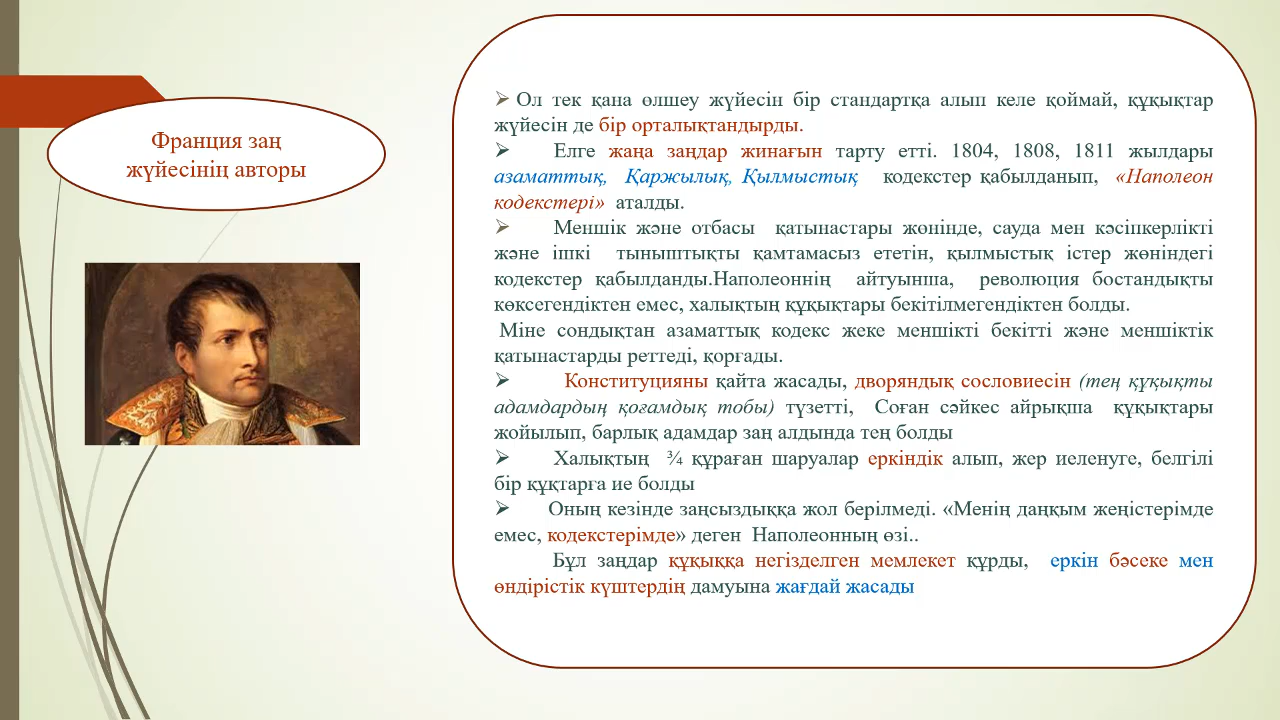 Франция заң
жүйесінің авторы
➢ Ол тек қана өлшеу жүйесін бір стандартқа алып келе қоймай, құқықтар
жүйесін де бір орталықтандырды.
➢ Елге жаңа заңдар жинағын тарту етті. 1804, 1808, 1811 жылдары
азаматтық, Қаржылық, Қылмыстық кодекстер қабылданып, «Наполеон
кодекстері» аталды.
➢ Меншік және отбасы қатынастары жөнінде, сауда мен кәсіпкерлікті
және ішкі тыныштықты қамтамасыз ететін, қылмыстық істер жөніндегі
кодекстер қабылданды.Наполеоннің айтуынша, революция бостандықты
көксегендіктен емес, халықтың құқықтары бекітілмегендіктен болды.
Міне сондықтан азаматтық кодекс жеке меншікті бекітті және меншіктік
қатынастарды реттеді, қорғады.
➢ Конституцияны қайта жасады, дворяндық сословиесін (тең құқықты
адамдардың қоғамдық тобы) түзетті, Соған сәйкес айрықша құқықтары
жойылып, барлық адамдар заң алдында тең болды
➢ Халықтың ¾ құраған шаруалар еркіндік алып, жер иеленуге, белгілі
бір құқтарға ие болды
➢ Оның кезінде заңсыздыққа жол берілмеді. «Менің даңқым жеңістерімде
емес, кодекстерімде» деген Наполеонның өзі..
Бұл заңдар құқыққа негізделген мемлекет құрды, еркін бәсеке мен
өндірістік күштердің дамуына жағдай жасады